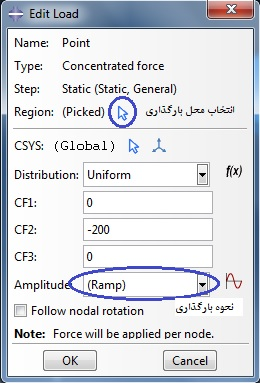 Edit Load
Name: Point
Type: Concentrated force
Step: Static (Static, General)
Region: (Picked) انتخاب محل بارگذاری
CSYS: (Global)
Distribution: Uniform f(x)
CF1: 0
CF2: -200
CF3: 0
Amplitude: (Ramp)
Follow nodal rotation نحوه بارگذاری
Note: Force will be applied per node.
OK Cancel